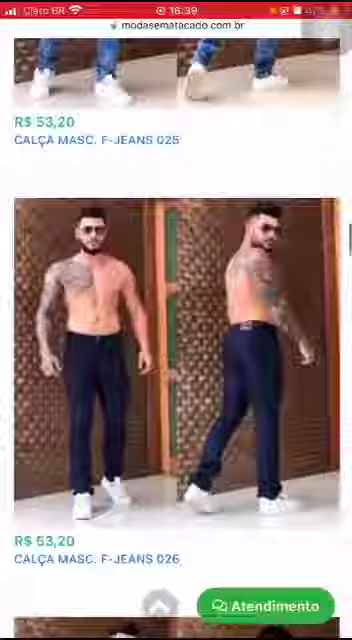 Claro BR 16:39
modasematacado.com.br
R$ 53,20
CALÇA MASC. F-JEANS 025
R$ 53,20
CALÇA MASC. F-JEANS 026
Atendimento